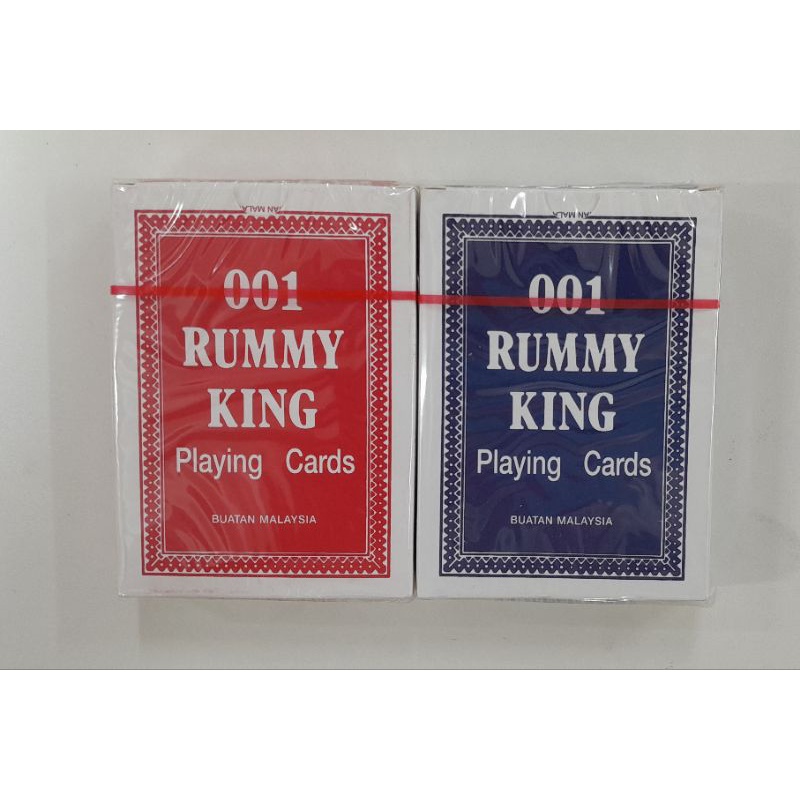 001
RUMMY
KING
Playing Cards
BUATAN MALAYSIA
001
RUMMY
KING
Playing Cards
BUATAN MALAYSIA